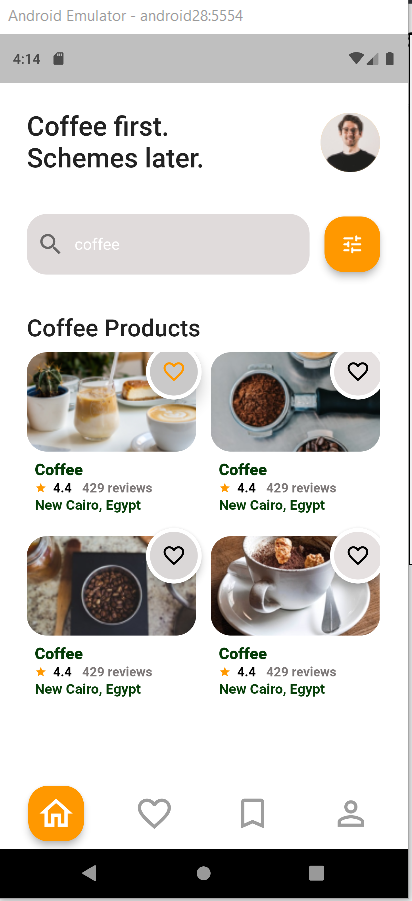 Android Emulator - android28:5554
4:14
Coffee first.
Schemes later.
coffee
Coffee Products
Coffee
4.4 429 reviews
New Cairo, Egypt
Coffee
4.4 429 reviews
New Cairo, Egypt
Coffee
4.4 429 reviews
New Cairo, Egypt
Coffee
4.4 429 reviews
New Cairo, Egypt